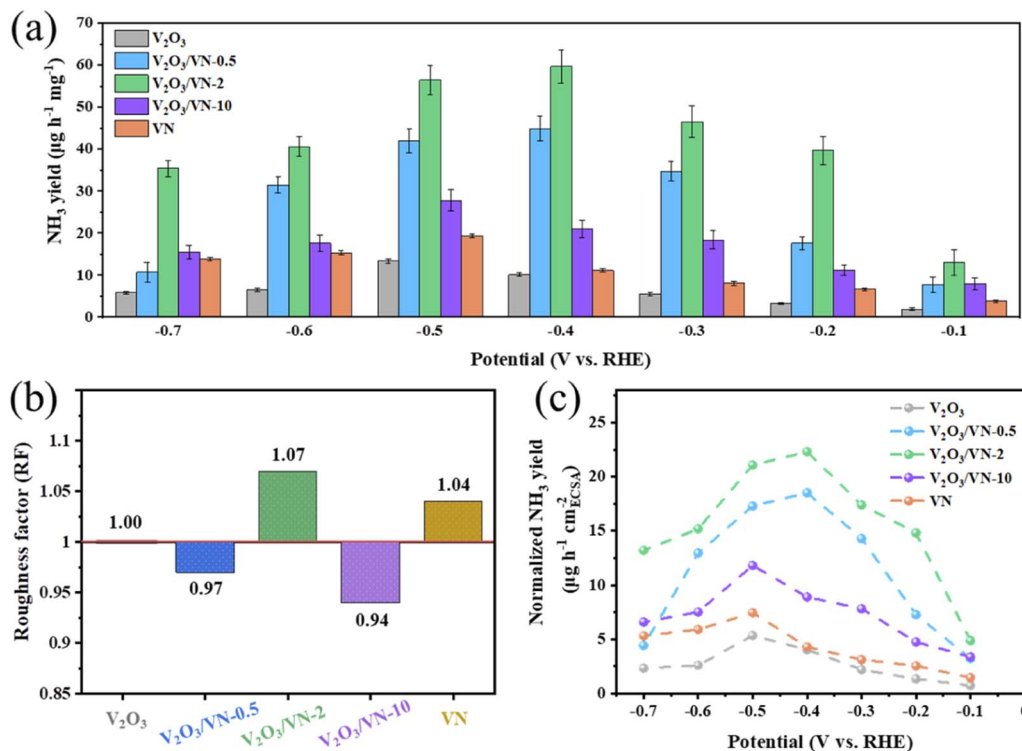 (a)
70
60
50
40
30
20
10
0
NH₃ yield (μg h⁻¹ mg⁻¹)
V₂O₃
V₂O₃/VN-0.5
V₂O₃/VN-2
V₂O₃/VN-10
VN
-0.7 -0.6 -0.5 -0.4 -0.3 -0.2 -0.1
Potential (V vs. RHE)
(b)
Roughness factor (RF)
1.1
1.05
1
0.95
0.9
0.85
1.00
0.97
1.07
0.94
1.04
V₂O₃ V₂O₃/VN-0.5 V₂O₃/VN-2 V₂O₃/VN-10 VN
(c)
Normalized NH₃ yield
(μg h⁻¹ cm⁻²ECSA)
25
20
15
10
5
0
V₂O₃
V₂O₃/VN-0.5
V₂O₃/VN-2
V₂O₃/VN-10
VN
-0.7 -0.6 -0.5 -0.4 -0.3 -0.2 -0.1
Potential (V vs. RHE)